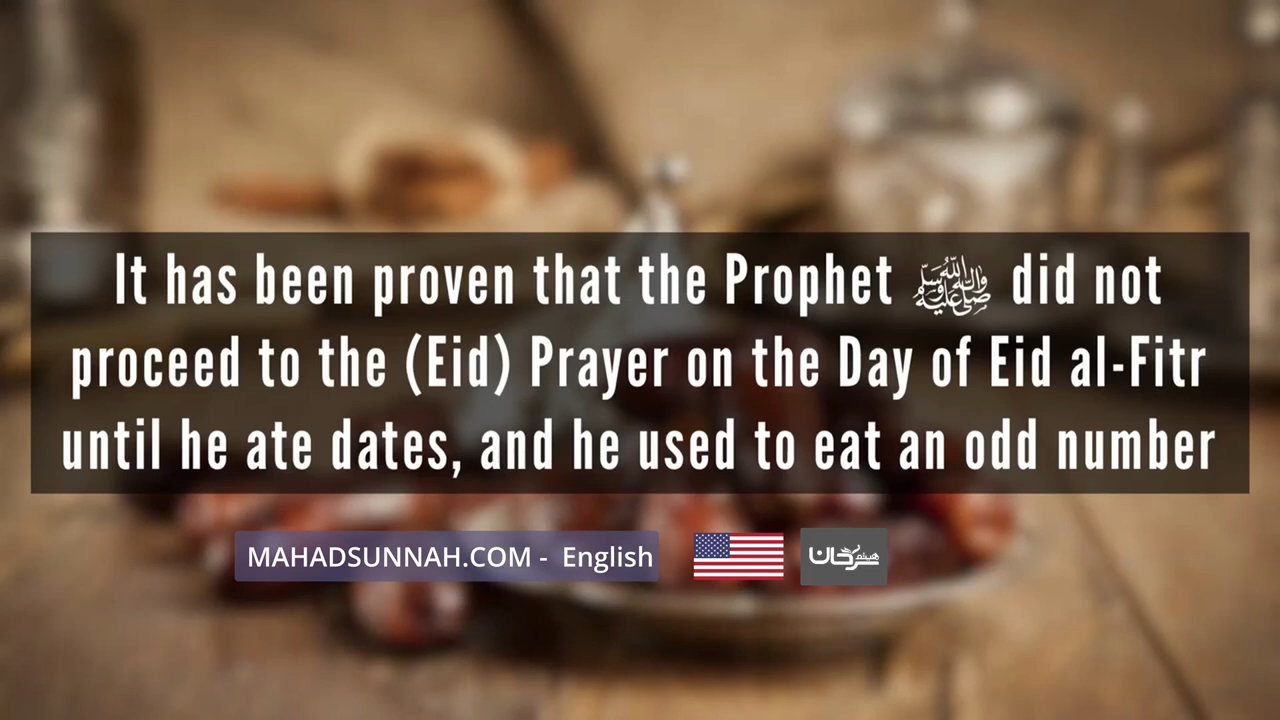 It has been proven that the Prophet ﷺ did not
proceed to the (Eid) Prayer on the Day of Eid al-Fitr
until he ate dates, and he used to eat an odd number
MAHADSUNNAH.COM - English
هيثم سرحان